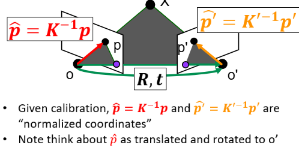 X
p̂ = K⁻¹p
p̂′ = K′⁻¹p′
p
p'
o
R, t
o'
• Given calibration, p̂ = K⁻¹p and p̂′ = K′⁻¹p′ are
"normalized coordinates"
• Note think about p̂ as translated and rotated to o'